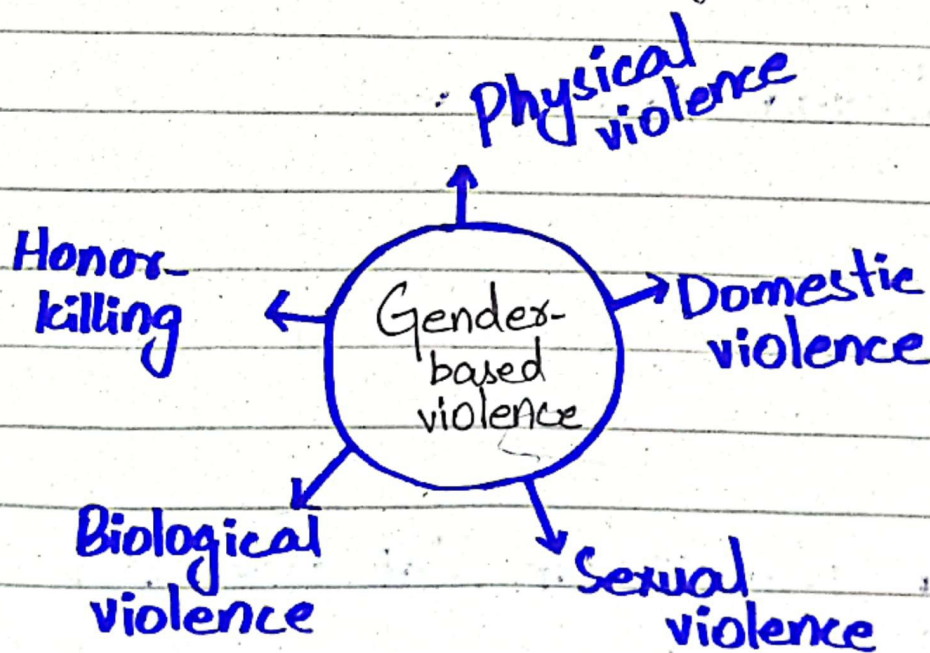 Physical
violence
Honor-
killing
Gender-
based
violence
Domestic
violence
Biological
violence
Sexual
violence